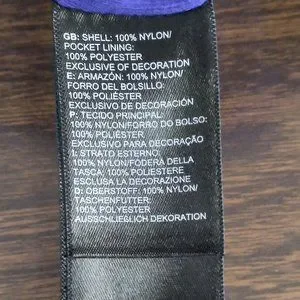 GB: SHELL: 100% NYLON/
POCKET LINING:
100% POLYESTER
EXCLUSIVE OF DECORATION
E: ARMAZÓN: 100% NYLON/
FORRO DEL BOLSILLO:
100% POLIÉSTER
EXCLUSIVO DE DECORACIÓN
P: TECIDO PRINCIPAL:
100% NYLON/FORRO DO BOLSO:
100% POLIÉSTER
EXCLUSIVO PARA DECORAÇÃO
I: STRATO ESTERNO:
100% NYLON/FODERA DELLA
TASCA: 100% POLIESTERE
ESCLUSA LA DECORAZIONE
D: OBERSTOFF: 100% NYLON/
TASCHENFUTTER:
100% POLYESTER
AUSSCHLIEßLICH DEKORATION